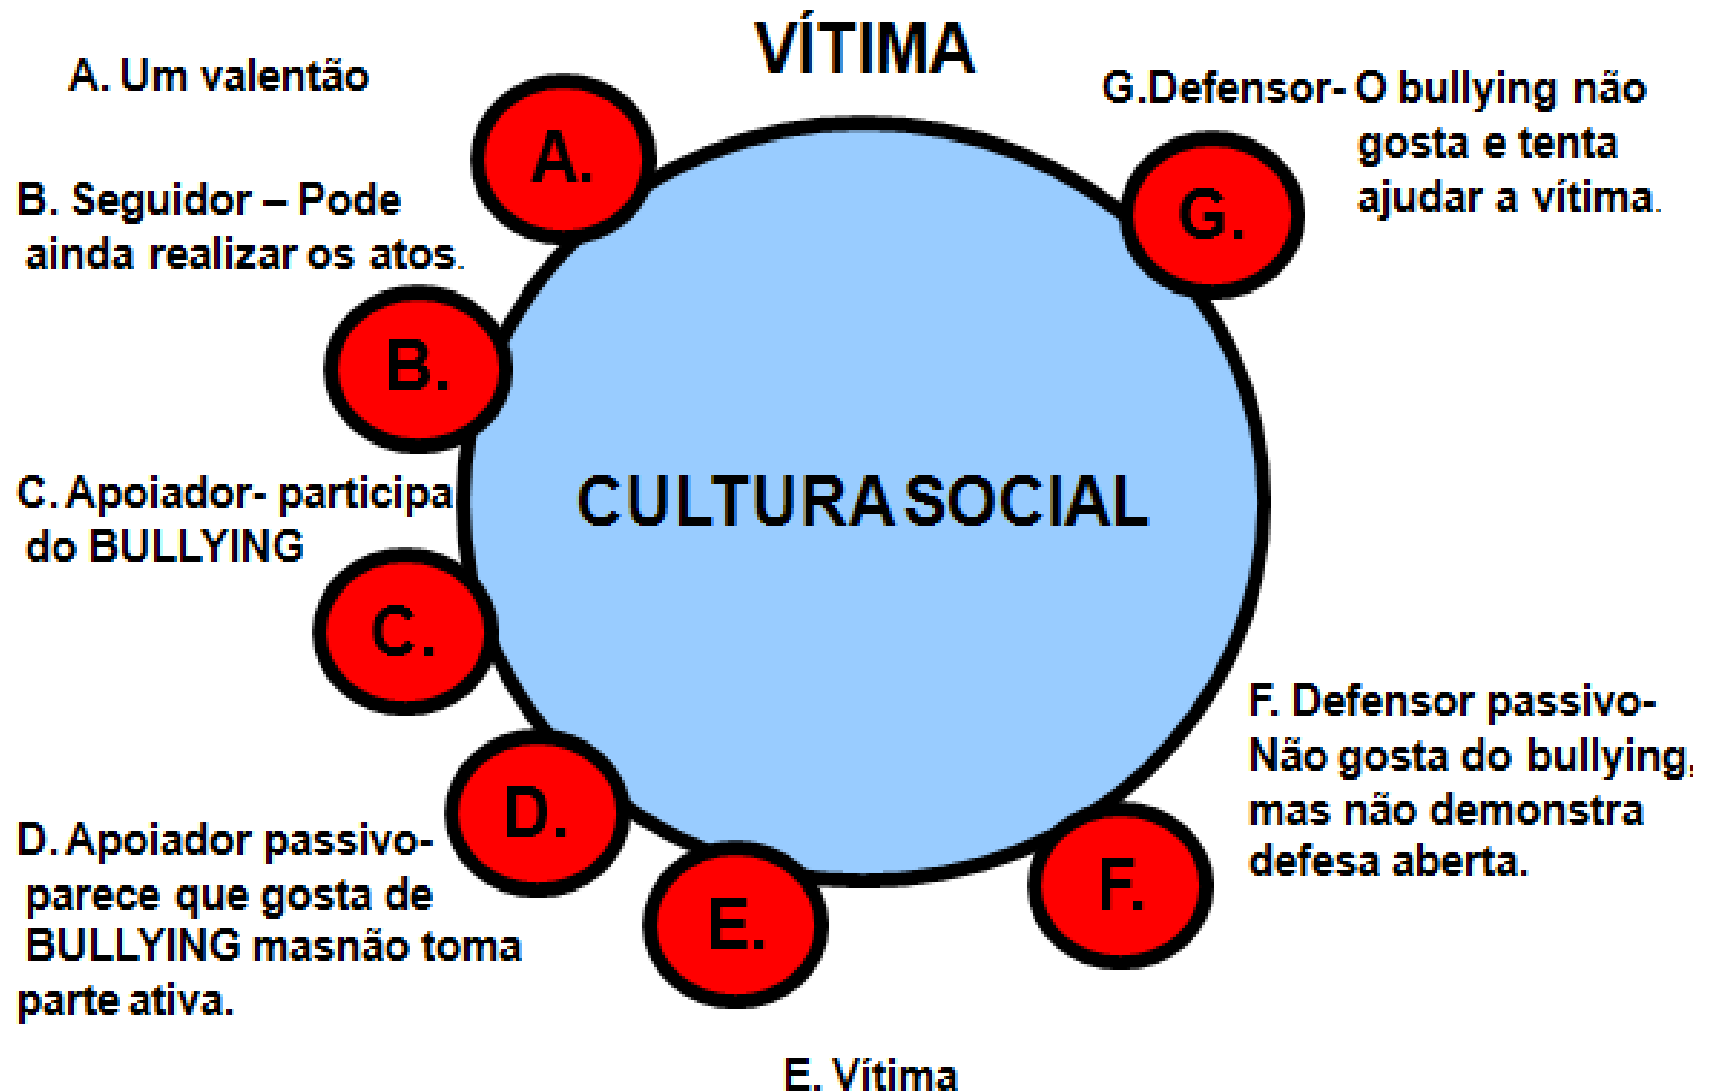 VÍTIMA
A. Um valentão
G.Defensor- O bullying não
gosta e tenta
ajudar a vítima.
A.
G.
B. Seguidor – Pode
ainda realizar os atos.
B.
C. Apoiador- participa
do BULLYING
CULTURA SOCIAL
C.
F. Defensor passivo-
Não gosta do bullying,
mas não demonstra
defesa aberta.
D.
D. Apoiador passivo-
parece que gosta de
BULLYING masnão toma
parte ativa.
E.
F.
E. Vítima